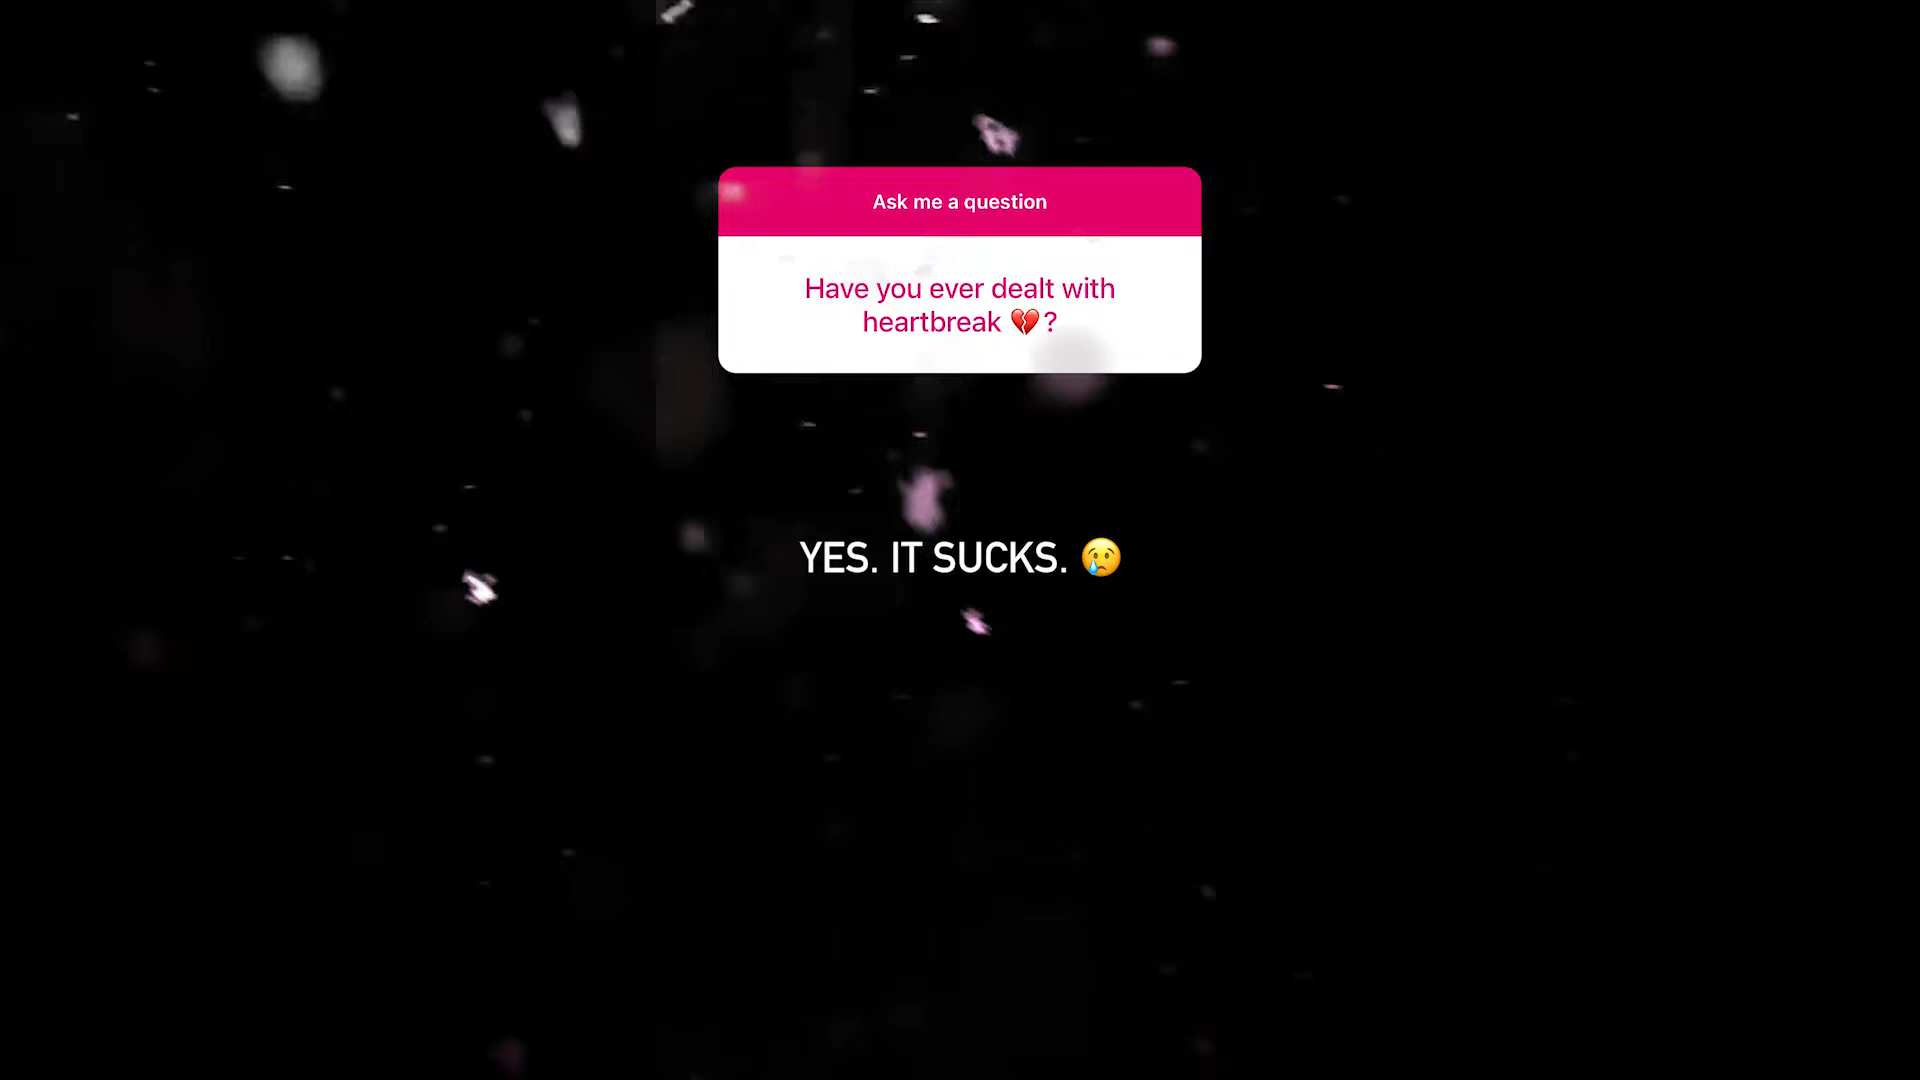 Ask me a question
Have you ever dealt with
heartbreak 💔?
YES. IT SUCKS. 😢